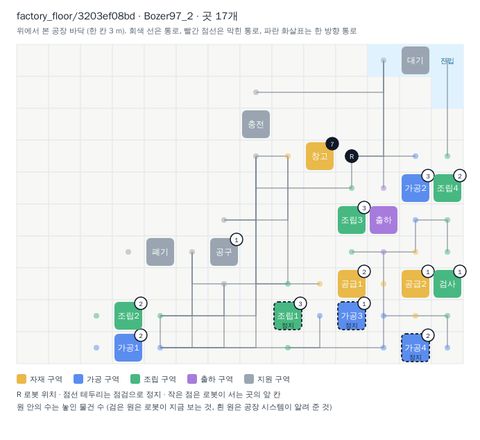 factory_floor/3203ef08bd · Bozer97_2 · 곳 17개
위에서 본 공장 바닥 (한 칸 3 m). 회색 선은 통로, 빨간 점선은 막힌 통로, 파란 화살표는 한 방향 통로
대기
충전
창고 7
R
가공2 3
조립4 2
조립3 3
출하
폐기
공구 1
공급1 2
공급2 1
검사 1
조립2 2
조립1 3
정지
가공3 1
정지
가공1 2
가공4 2
정지
자재 구역
가공 구역
조립 구역
출하 구역
지원 구역
R 로봇 위치 · 점선 테두리는 점검으로 정지 · 작은 점은 로봇이 서는 곳의 앞 칸
원 안의 수는 놓인 물건 수 (검은 원은 로봇이 지금 보는 것, 흰 원은 공장 시스템이 알려 준 것)